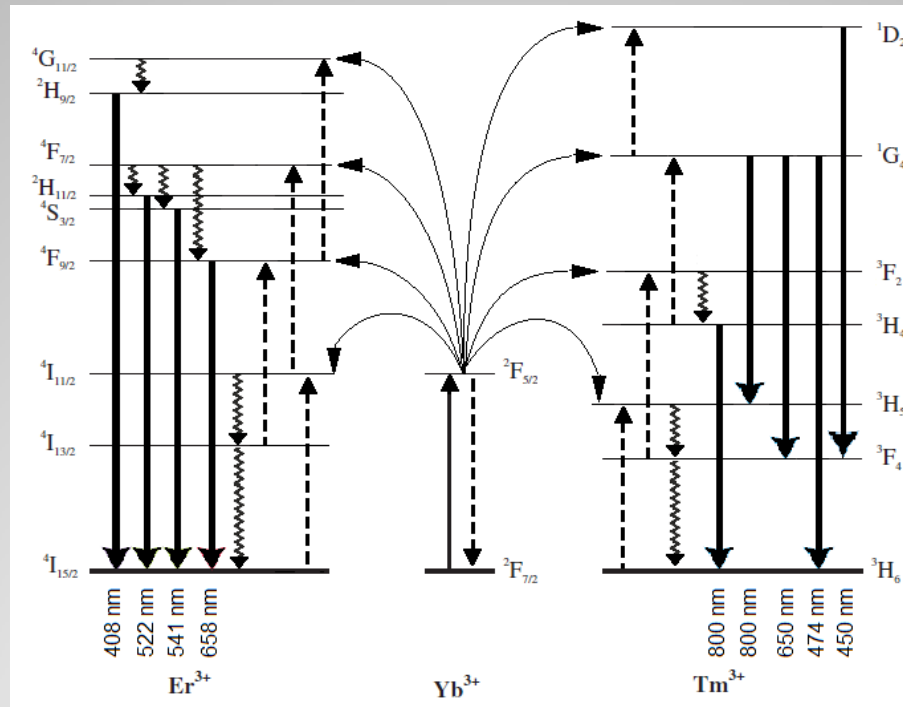 ⁴G₁₁/₂
²H₉/₂
⁴F₇/₂
²H₁₁/₂
⁴S₃/₂
⁴F₉/₂
⁴I₁₁/₂
⁴I₁₃/₂
⁴I₁₅/₂
408 nm
522 nm
541 nm
658 nm
Er³⁺
²F₅/₂
²F₇/₂
Yb³⁺
¹D₂
¹G₄
³F₂
³H₄
³H₅
³F₄
³H₆
800 nm
800 nm
650 nm
474 nm
450 nm
Tm³⁺